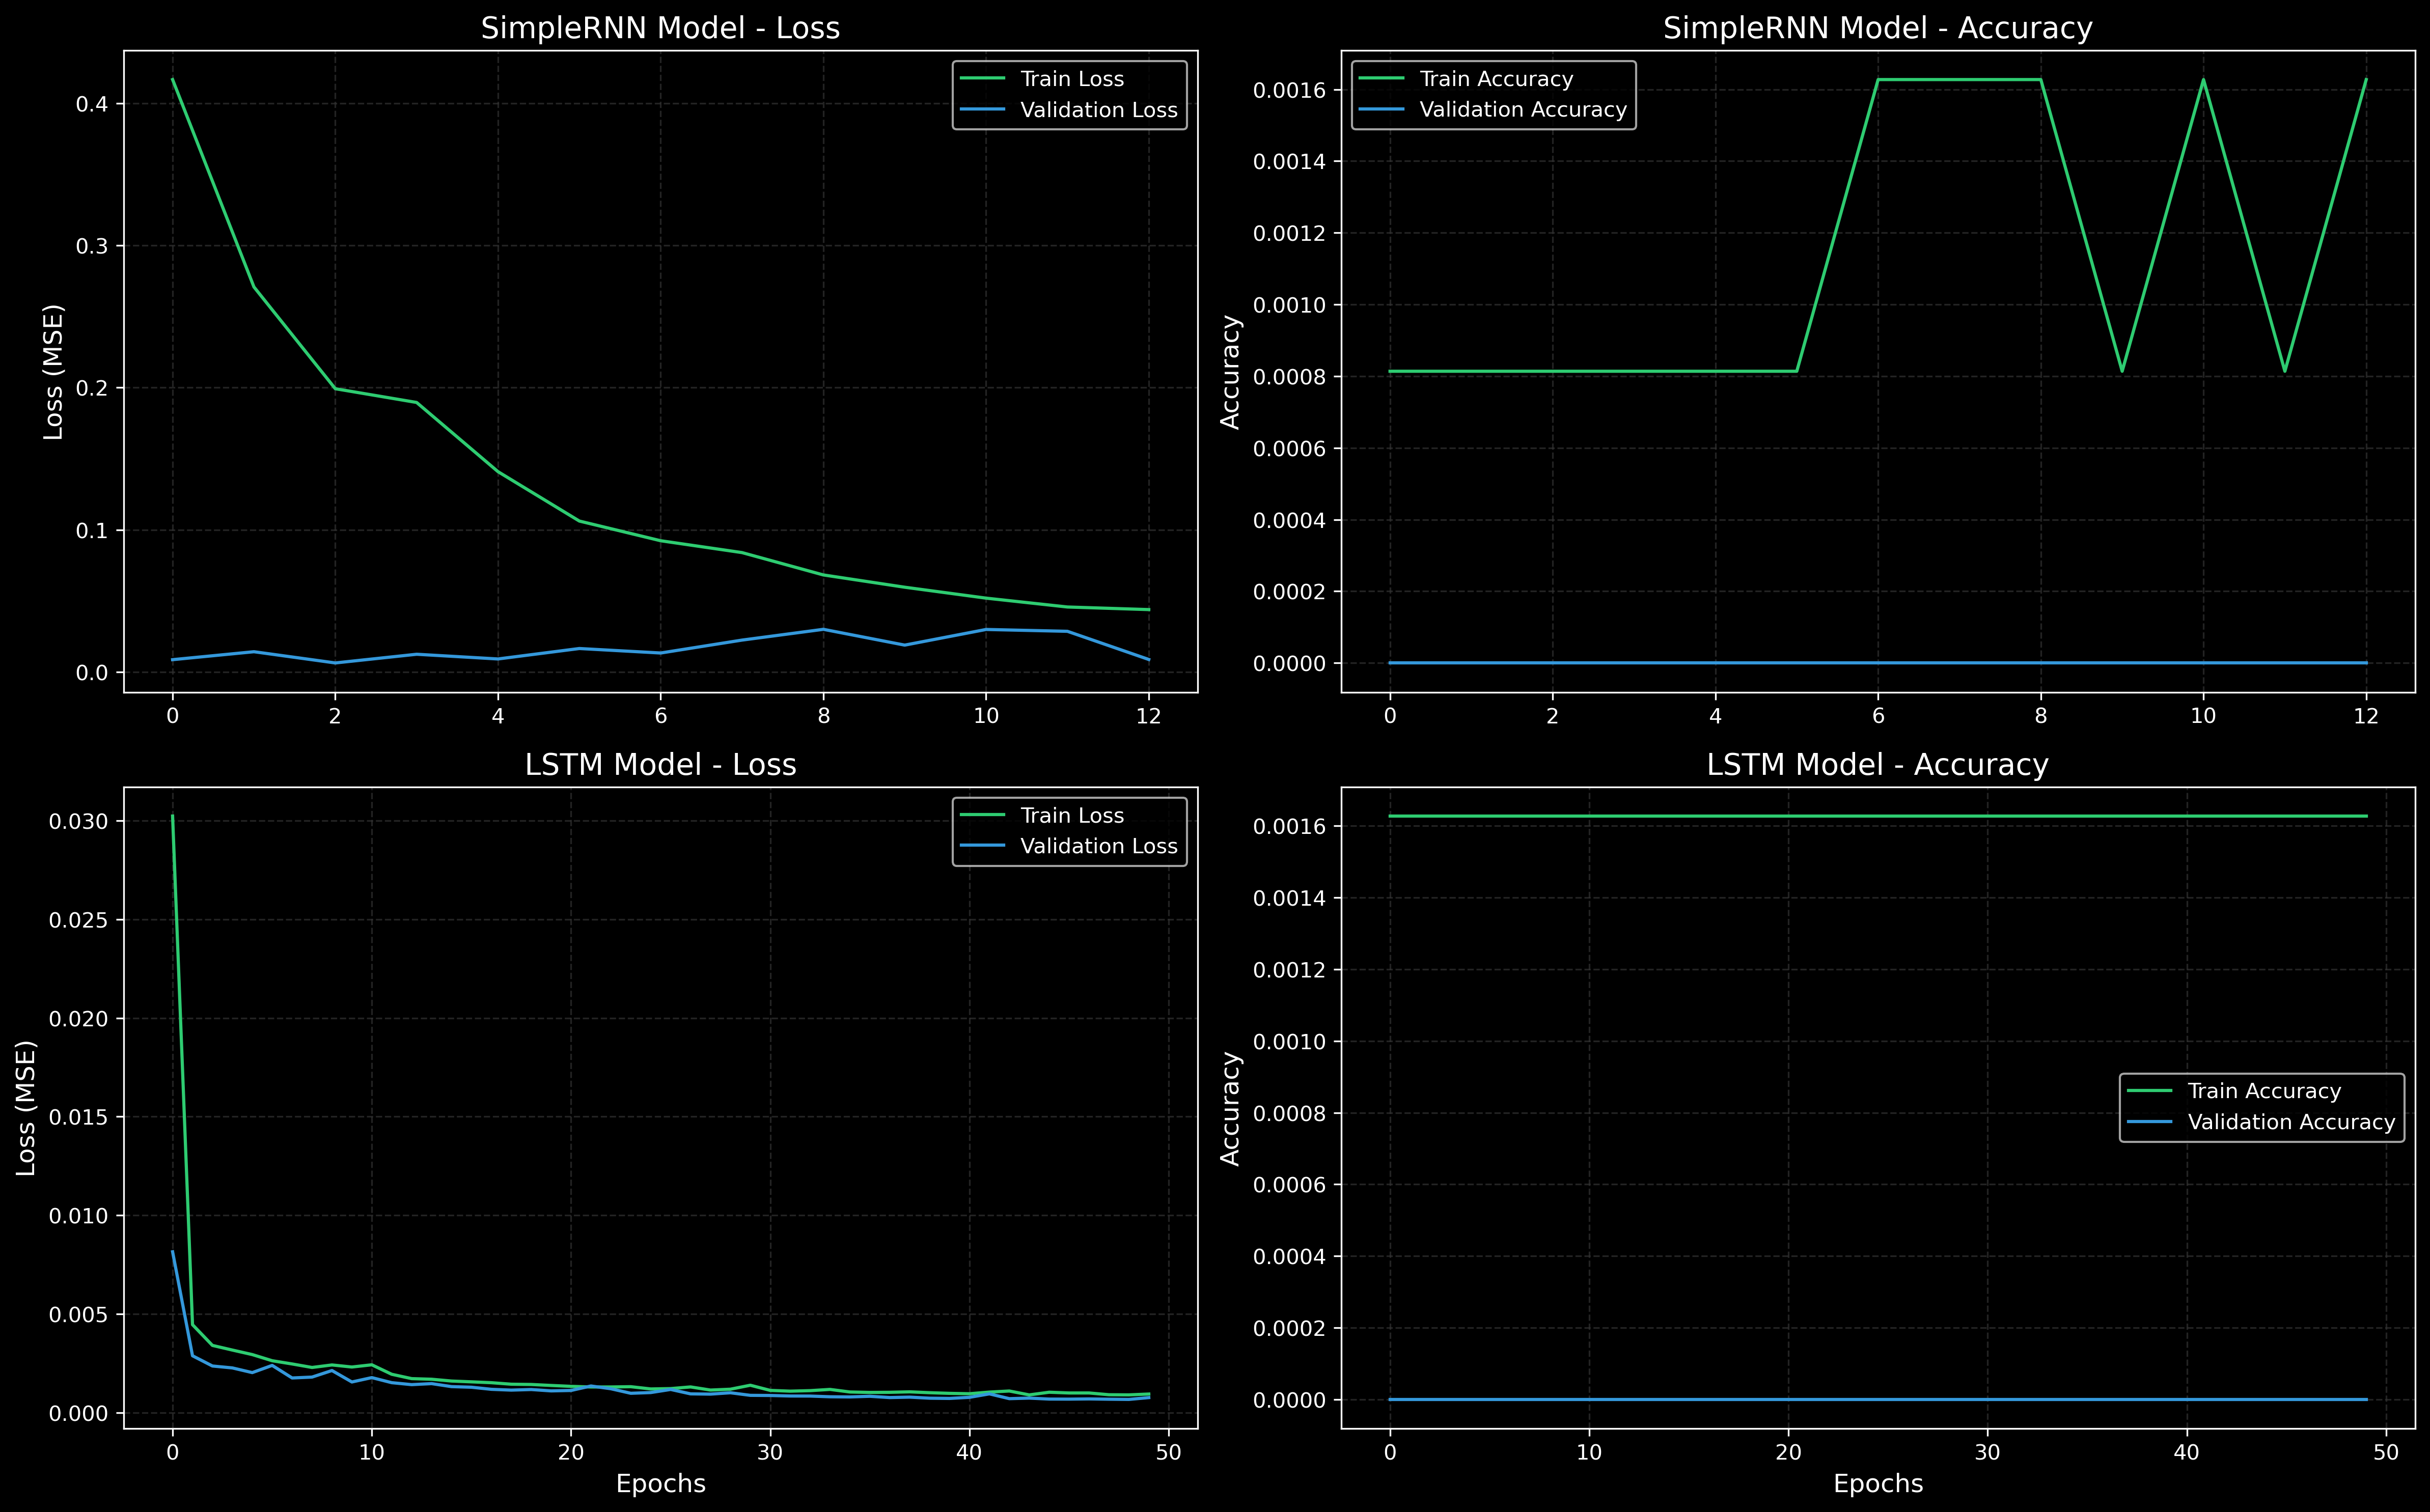 SimpleRNN Model - Loss
Loss (MSE)
0.4
0.3
0.2
0.1
0.0
0 2 4 6 8 10 12
Train Loss
Validation Loss
SimpleRNN Model - Accuracy
Accuracy
0.0016
0.0014
0.0012
0.0010
0.0008
0.0006
0.0004
0.0002
0.0000
0 2 4 6 8 10 12
Train Accuracy
Validation Accuracy
LSTM Model - Loss
Loss (MSE)
0.030
0.025
0.020
0.015
0.010
0.005
0.000
0 10 20 30 40 50
Epochs
Train Loss
Validation Loss
LSTM Model - Accuracy
Accuracy
0.0016
0.0014
0.0012
0.0010
0.0008
0.0006
0.0004
0.0002
0.0000
0 10 20 30 40 50
Epochs
Train Accuracy
Validation Accuracy